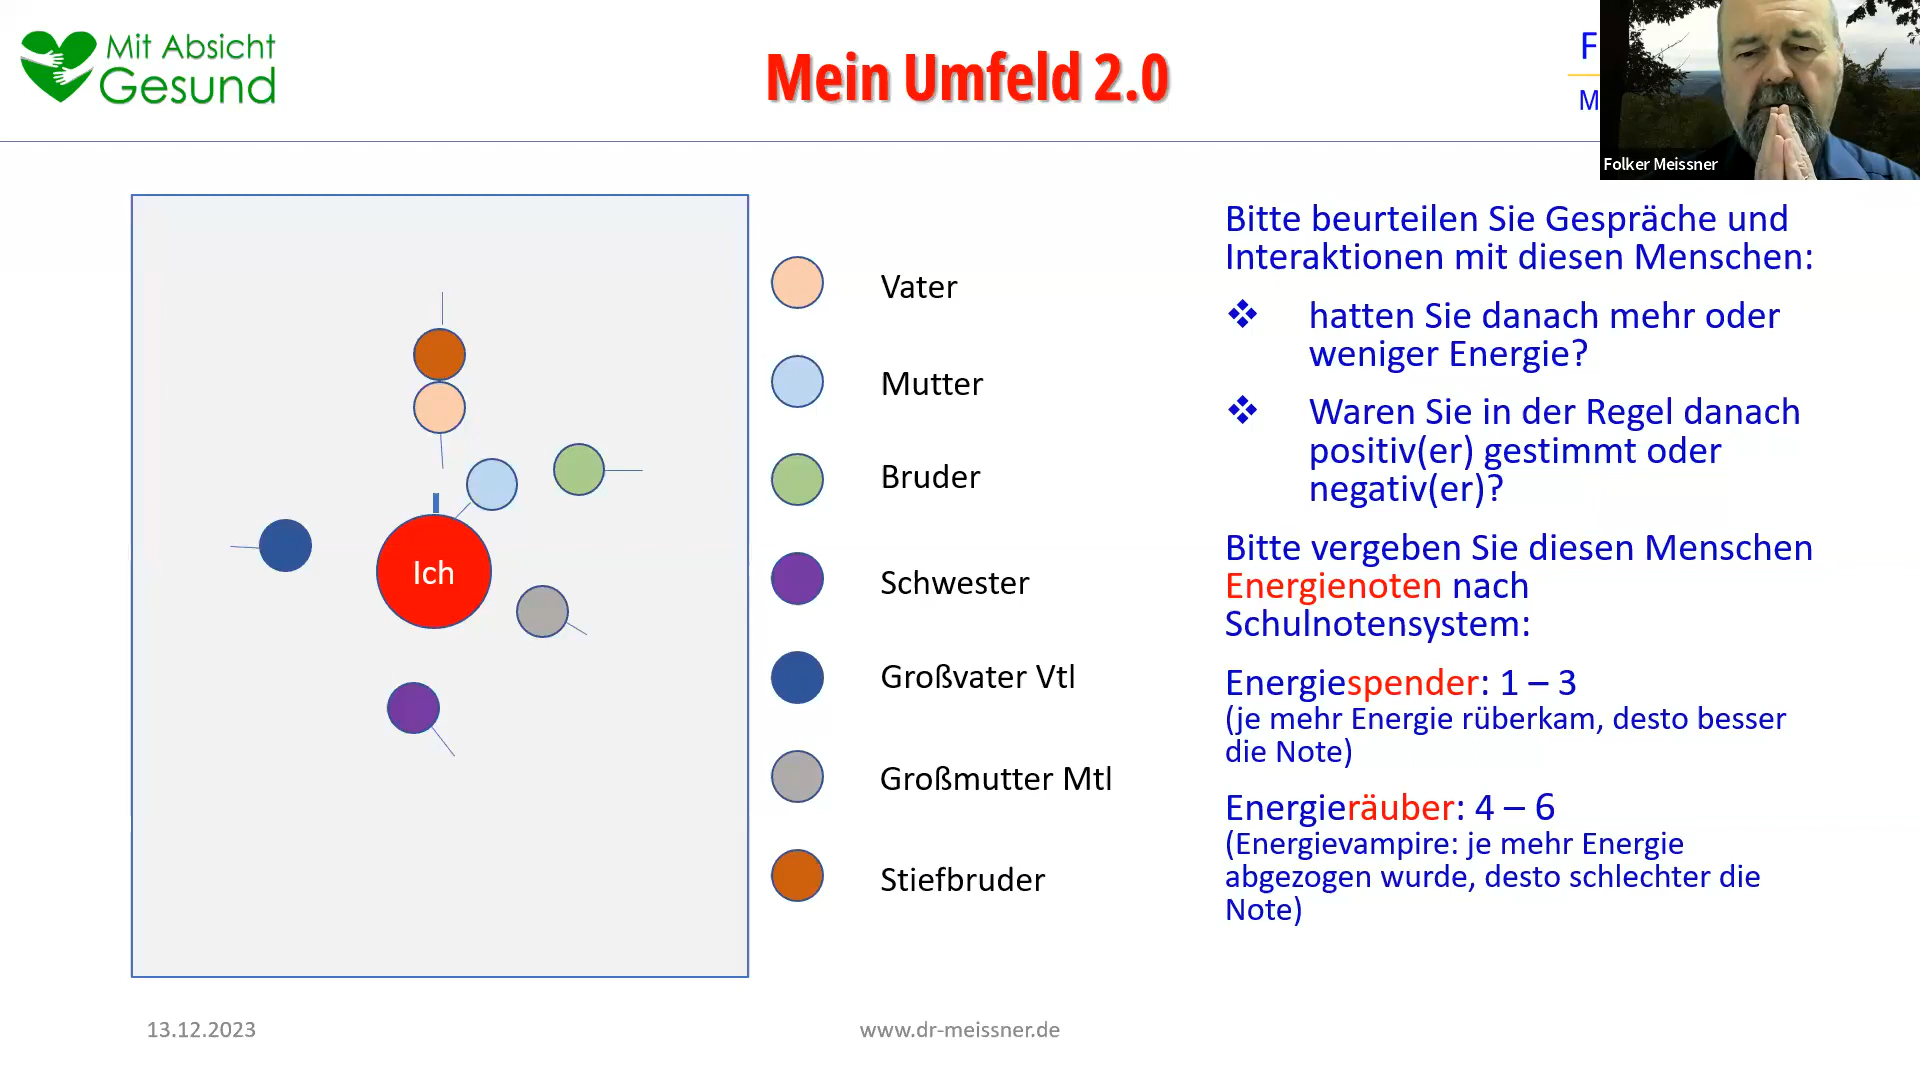 Mit Absicht
Gesund
Mein Umfeld 2.0
F
M
Folker Meissner
Ich
Vater
Mutter
Bruder
Schwester
Großvater Vtl
Großmutter Mtl
Stiefbruder
Bitte beurteilen Sie Gespräche und
Interaktionen mit diesen Menschen:
hatten Sie danach mehr oder
weniger Energie?
Waren Sie in der Regel danach
positiv(er) gestimmt oder
negativ(er)?
Bitte vergeben Sie diesen Menschen
Energienoten nach
Schulnotensystem:
Energiespender: 1 – 3
(je mehr Energie rüberkam, desto besser
die Note)
Energieräuber: 4 – 6
(Energievampire: je mehr Energie
abgezogen wurde, desto schlechter die
Note)
13.12.2023
www.dr-meissner.de